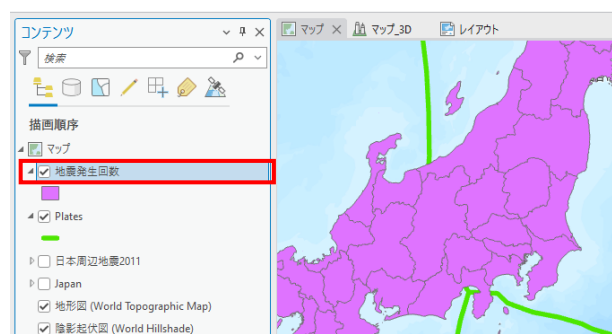 コンテンツ
マップ
マップ_3D
レイアウト
検索
描画順序
マップ
地震発生回数
Plates
日本周辺地震2011
Japan
地形図 (World Topographic Map)
陰影起伏図 (World Hillshade)